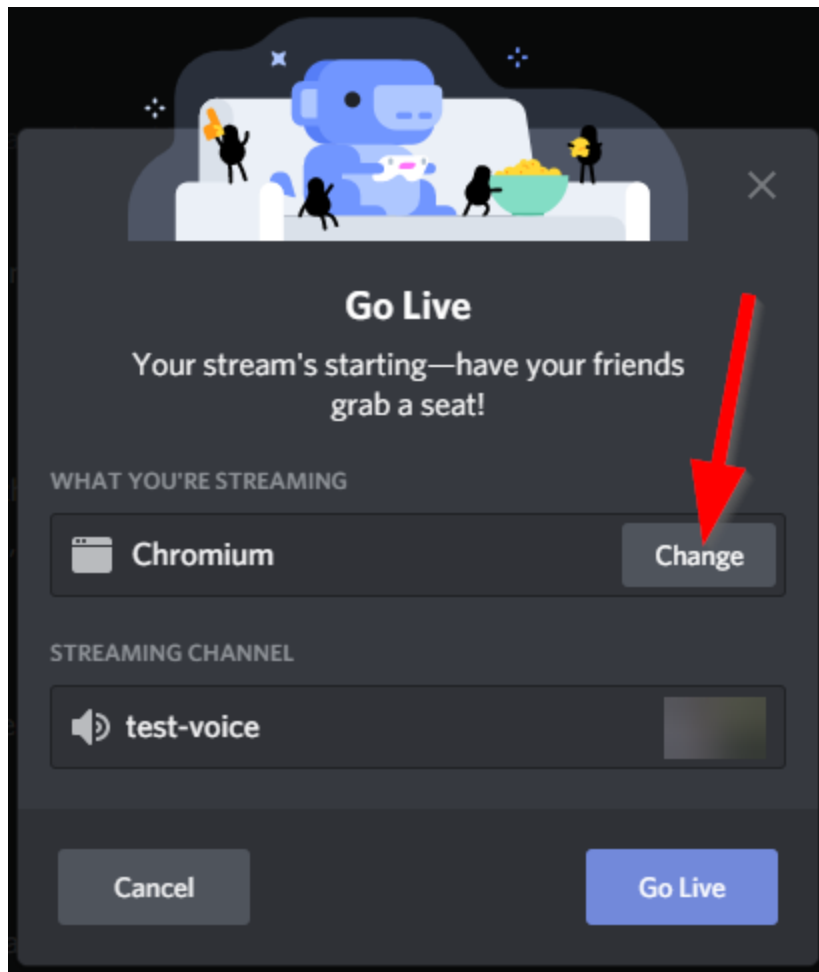 Go Live
Your stream's starting—have your friends
grab a seat!
WHAT YOU'RE STREAMING
Chromium
Change
STREAMING CHANNEL
test-voice
Cancel
Go Live